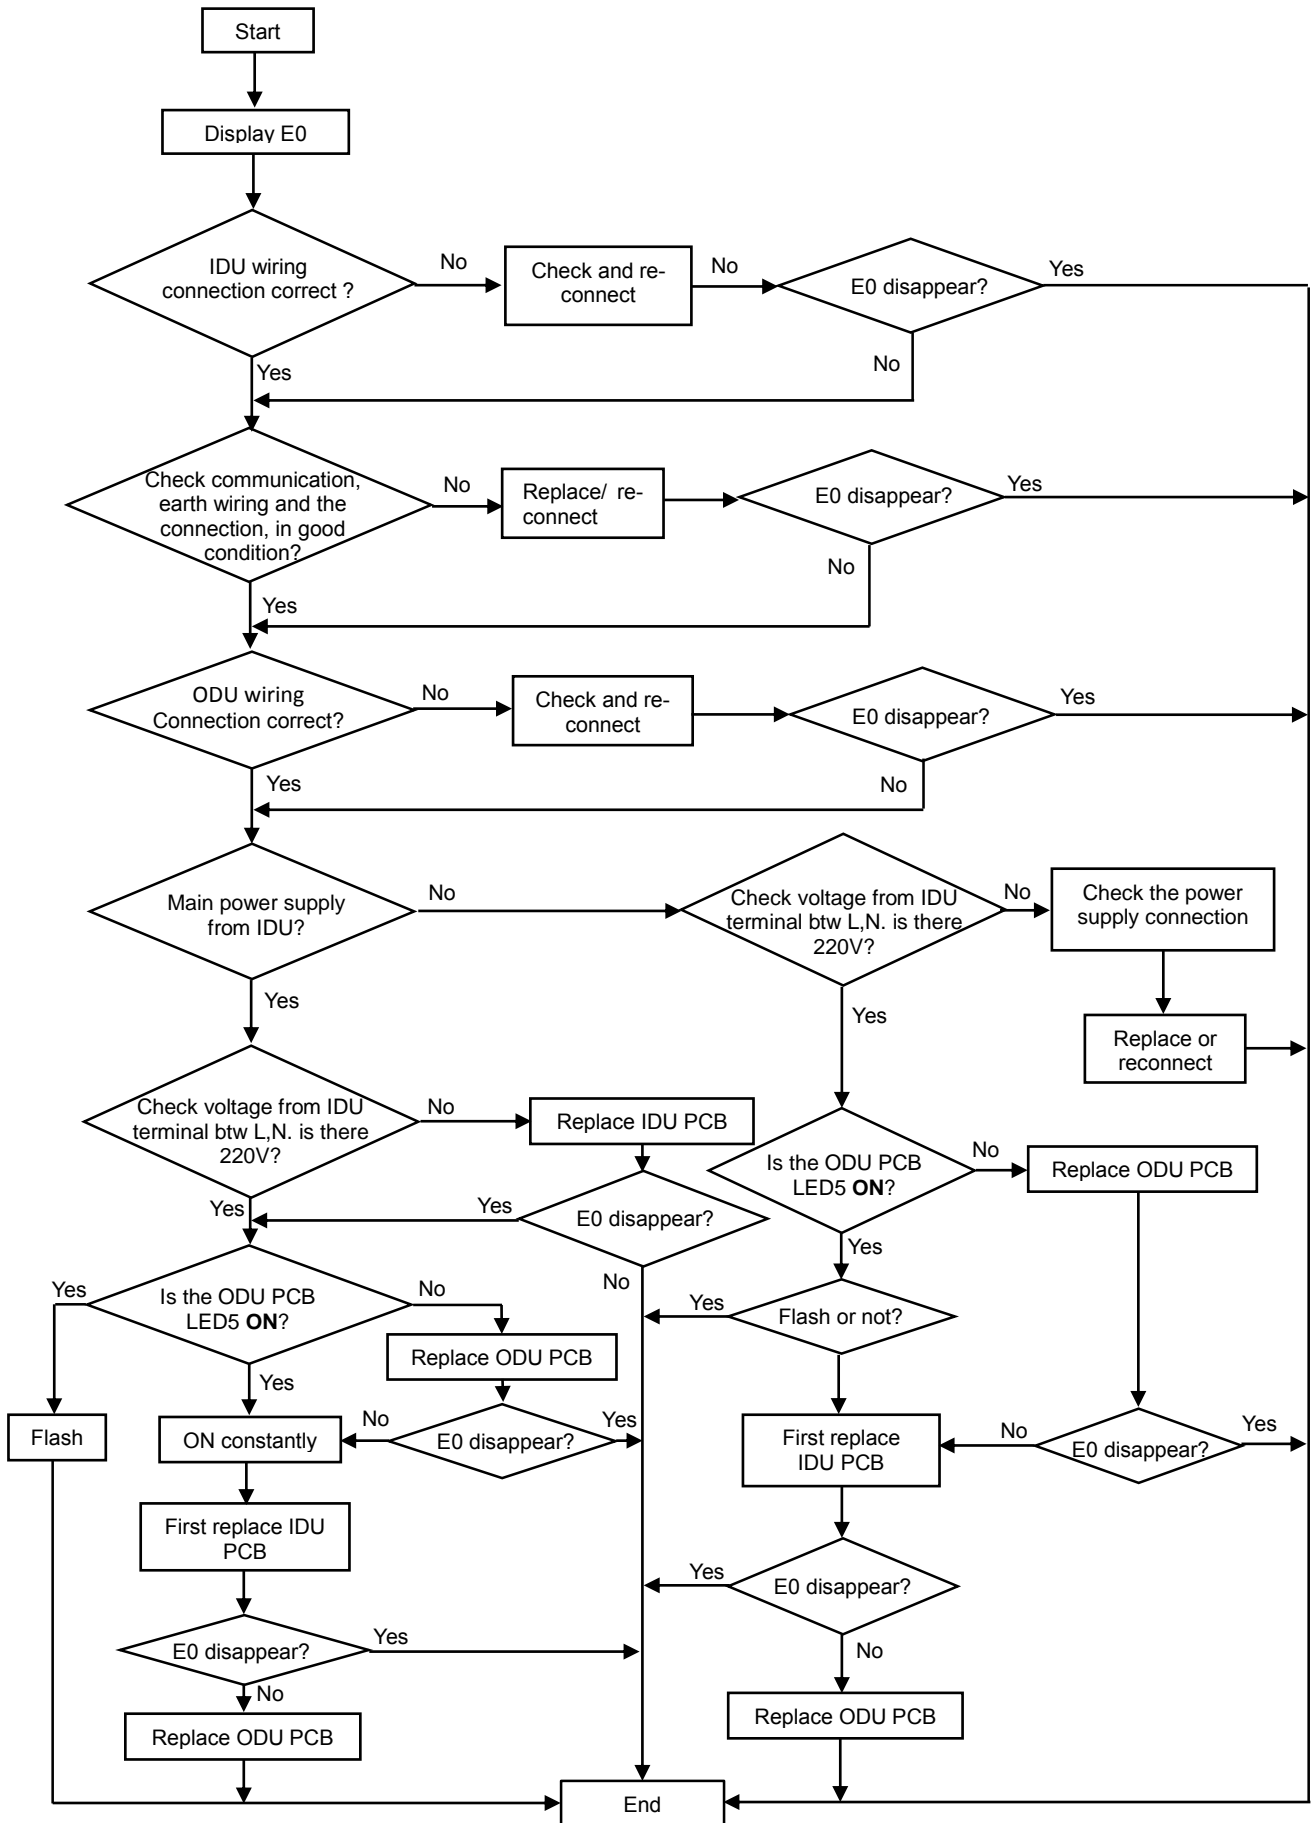 Start
Display E0
IDU wiring
connection correct ?
No
Check and re-
connect
No
E0 disappear?
Yes
No
Yes
Check communication,
earth wiring and the
connection, in good
condition?
No
Replace/ re-
connect
E0 disappear?
Yes
No
Yes
ODU wiring
Connection correct?
No
Check and re-
connect
E0 disappear?
Yes
No
Yes
Main power supply
from IDU?
No
Check voltage from IDU
terminal btw L,N. is there
220V?
No
Check the power
supply connection
Yes
Yes
Replace or
reconnect
Check voltage from IDU
terminal btw L,N. is there
220V?
No
Replace IDU PCB
Is the ODU PCB
LED5 ON?
No
Replace ODU PCB
Yes
Yes
E0 disappear?
Yes
No
Yes
Is the ODU PCB
LED5 ON?
No
Yes
Flash or not?
Replace ODU PCB
Yes
Flash
ON constantly
No
E0 disappear?
Yes
First replace
IDU PCB
No
E0 disappear?
Yes
First replace IDU
PCB
Yes
E0 disappear?
E0 disappear?
Yes
No
No
Replace ODU PCB
Replace ODU PCB
End